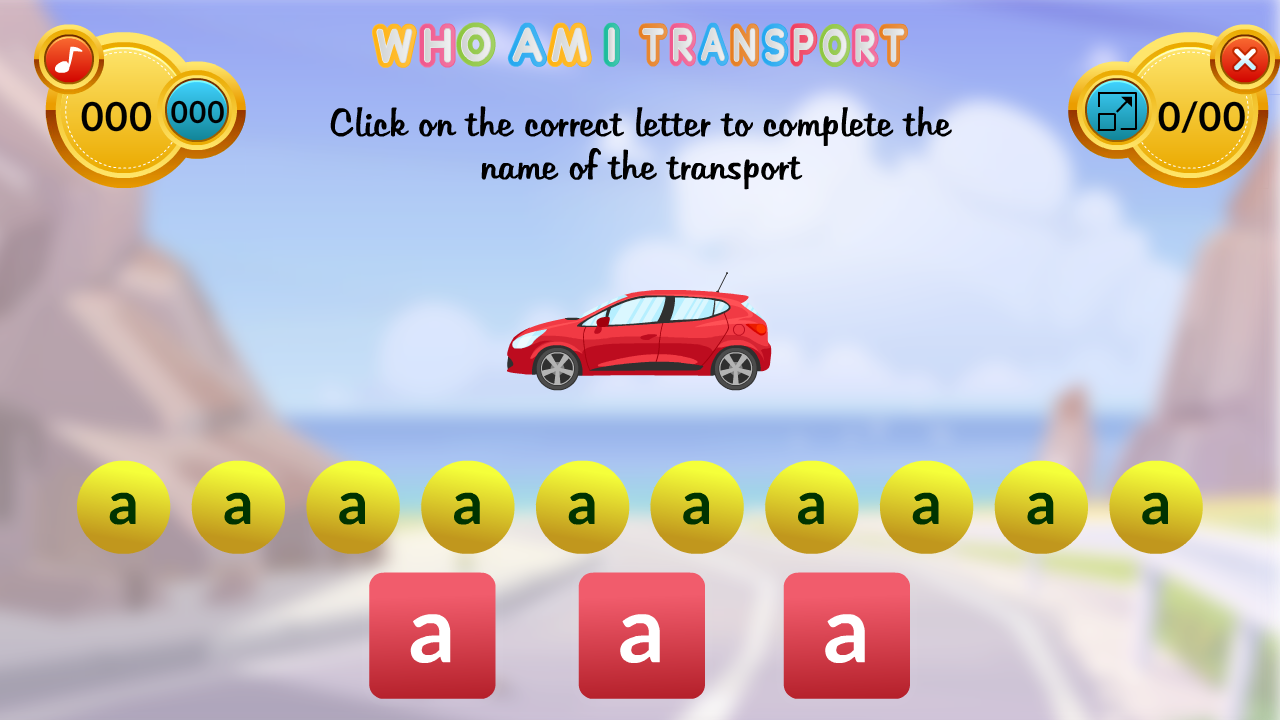 WHO AM I TRANSPORT
000 000
0/00
Click on the correct letter to complete the
name of the transport
a a a a a a a a a a
a a a